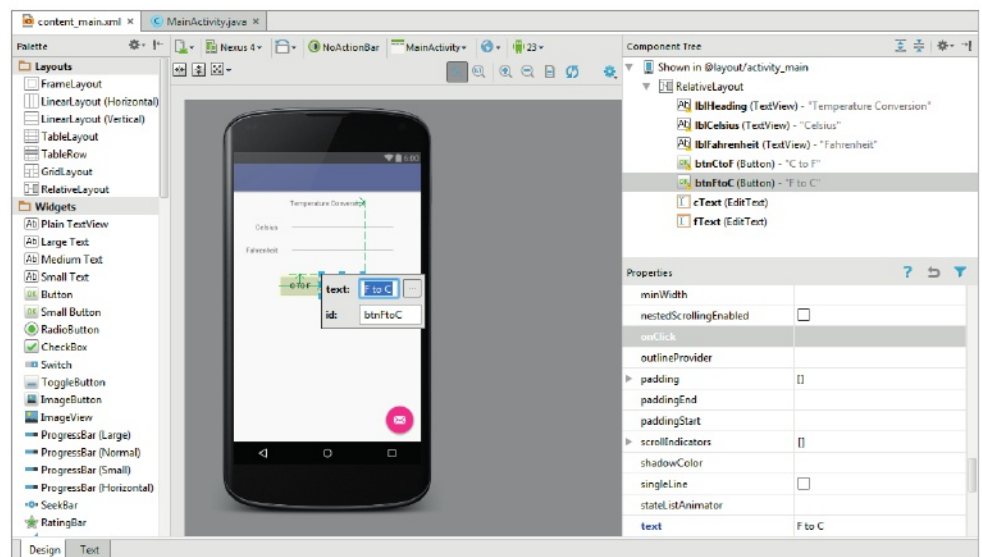 content_main.xml ×
MainActivity.java ×
Palette
Nexus 4
NoActionBar
MainActivity
23
Component Tree
Layouts
FrameLayout
LinearLayout (Horizontal)
LinearLayout (Vertical)
TableLayout
TableRow
GridLayout
RelativeLayout
Widgets
Plain TextView
Large Text
Medium Text
Small Text
Button
Small Button
RadioButton
CheckBox
Switch
ToggleButton
ImageButton
ImageView
ProgressBar (Large)
ProgressBar (Normal)
ProgressBar (Small)
ProgressBar (Horizontal)
SeekBar
RatingBar
6:00
Temperature Conversion
Celsius
Fahrenheit
C TO F
text: F to C ...
id: btnFtoC
Shown in @layout/activity_main
RelativeLayout
lblHeading (TextView) - "Temperature Conversion"
lblCelsius (TextView) - "Celsius"
lblFahrenheit (TextView) - "Fahrenheit"
btnCtoF (Button) - "C to F"
btnFtoC (Button) - "F to C"
cText (EditText)
fText (EditText)
Properties
minWidth
nestedScrollingEnabled
onClick
outlineProvider
padding []
paddingEnd
paddingStart
scrollIndicators []
shadowColor
singleLine
stateListAnimator
text F to C
Design Text